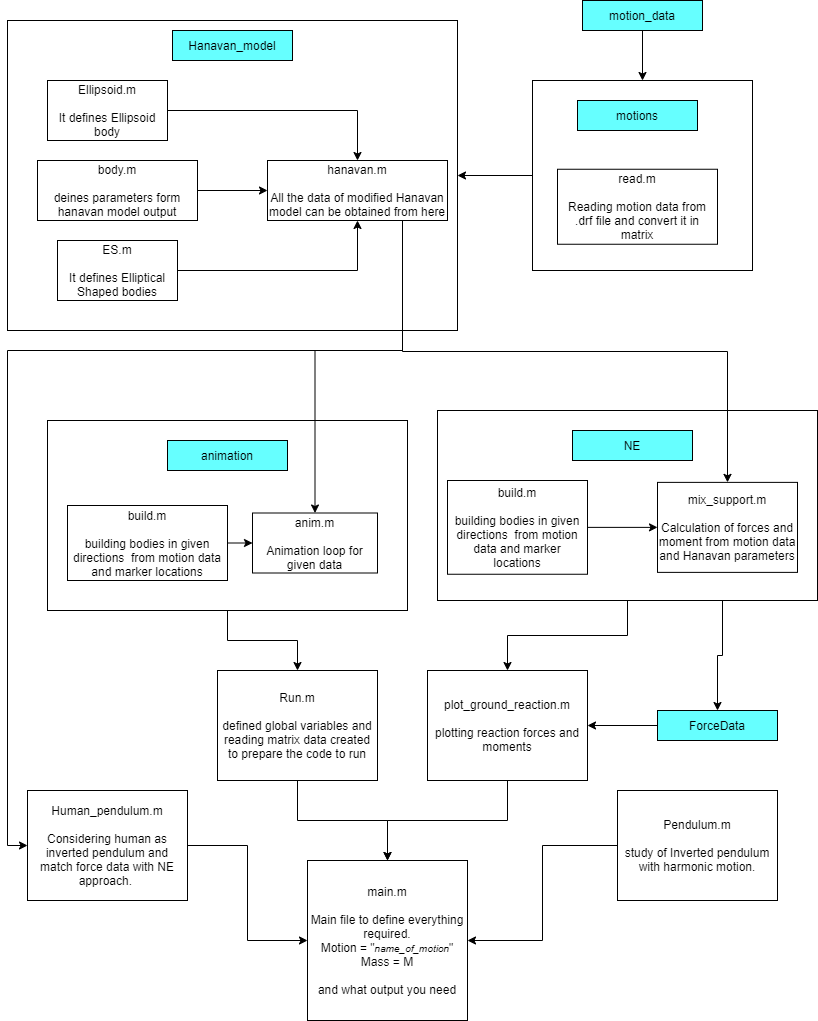 motion_data
Hanavan_model
Ellipsoid.m
It defines Ellipsoid
body
body.m
deines parameters form
hanavan model output
ES.m
It defines Elliptical
Shaped bodies
hanavan.m
All the data of modified Hanavan
model can be obtained from here
motions
read.m
Reading motion data from
.drf file and convert it in
matrix
animation
build.m
building bodies in given
directions  from motion data
and marker locations
anim.m
Animation loop for
given data
NE
build.m
building bodies in given
directions  from motion
data and marker
locations
mix_support.m
Calculation of forces and
moment from motion data
and Hanavan parameters
Run.m
defined global variables and
reading matrix data created
to prepare the code to run
plot_ground_reaction.m
plotting reaction forces and
moments
ForceData
Human_pendulum.m
Considering human as
inverted pendulum and
match force data with NE
approach.
Pendulum.m
study of Inverted pendulum
with harmonic motion.
main.m
Main file to define everything
required.
Motion = "name_of_motion"
Mass = M
and what output you need